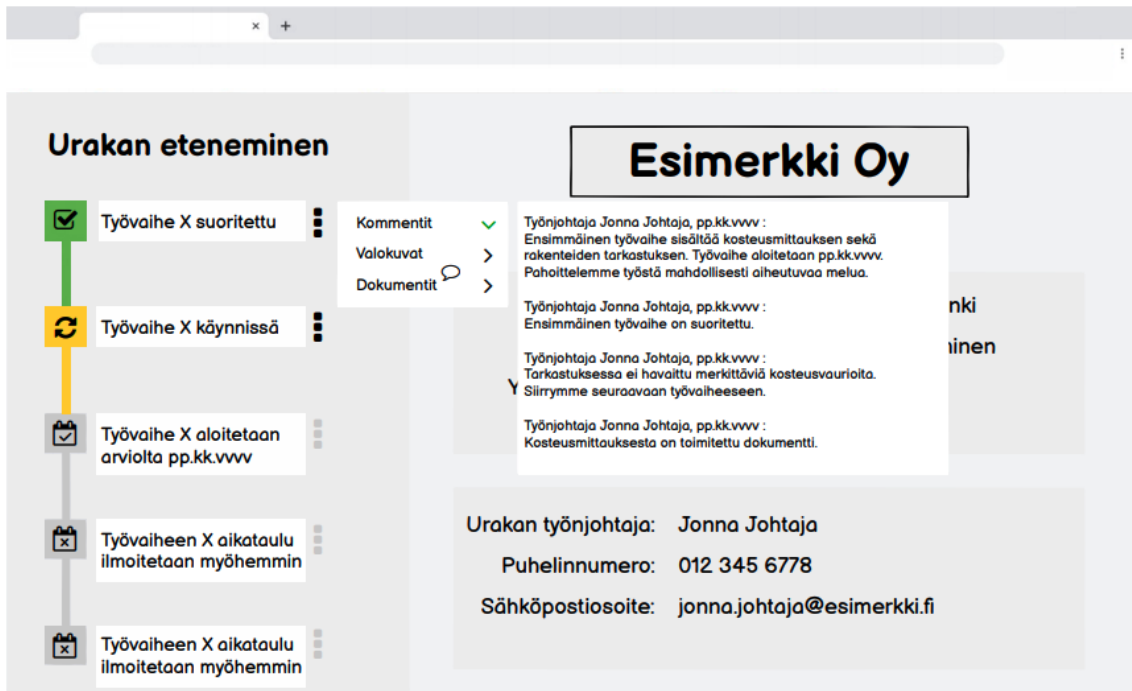 Urakan eteneminen
Esimerkki Oy
Työvaihe X suoritettu
Kommentit
Valokuvat
Dokumentit
Työnjohtaja Jonna Johtaja, pp.kk.vvvv :
Ensimmäinen työvaihe sisältää kosteusmittauksen sekä
rakenteiden tarkastuksen. Työvaihe aloitetaan pp.kk.vvvv.
Pahoittelemme työstä mahdollisesti aiheutuvaa melua.
Työnjohtaja Jonna Johtaja, pp.kk.vvvv :
Ensimmäinen työvaihe on suoritettu.
Työnjohtaja Jonna Johtaja, pp.kk.vvvv :
Tarkastuksessa ei havaittu merkittäviä kosteusvaurioita.
Siirrymme seuraavaan työvaiheeseen.
Työnjohtaja Jonna Johtaja, pp.kk.vvvv :
Kosteusmittauksesta on toimitettu dokumentti.
nki
inen
Y
Työvaihe X käynnissä
Työvaihe X aloitetaan
arviolta pp.kk.vvvv
Työvaiheen X aikataulu
ilmoitetaan myöhemmin
Työvaiheen X aikataulu
ilmoitetaan myöhemmin
Urakan työnjohtaja: Jonna Johtaja
Puhelinnumero: 012 345 6778
Sähköpostiosoite: jonna.johtaja@esimerkki.fi